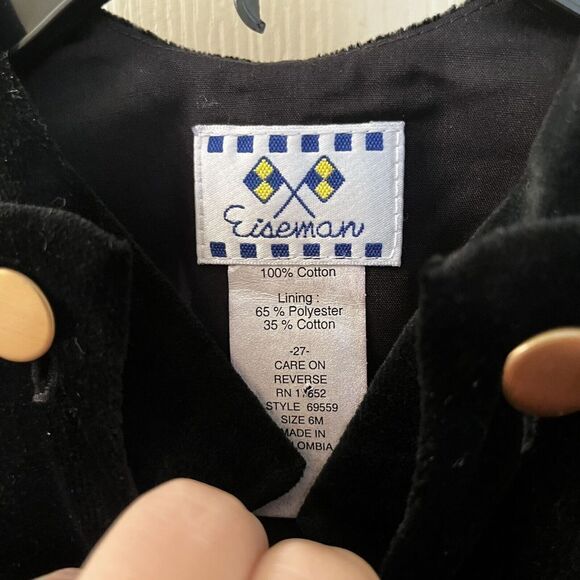 Eiseman
100% Cotton
Lining :
65 % Polyester
35 % Cotton
-27-
CARE ON
REVERSE
RN
STYLE 69559
SIZE 6M
MADE IN